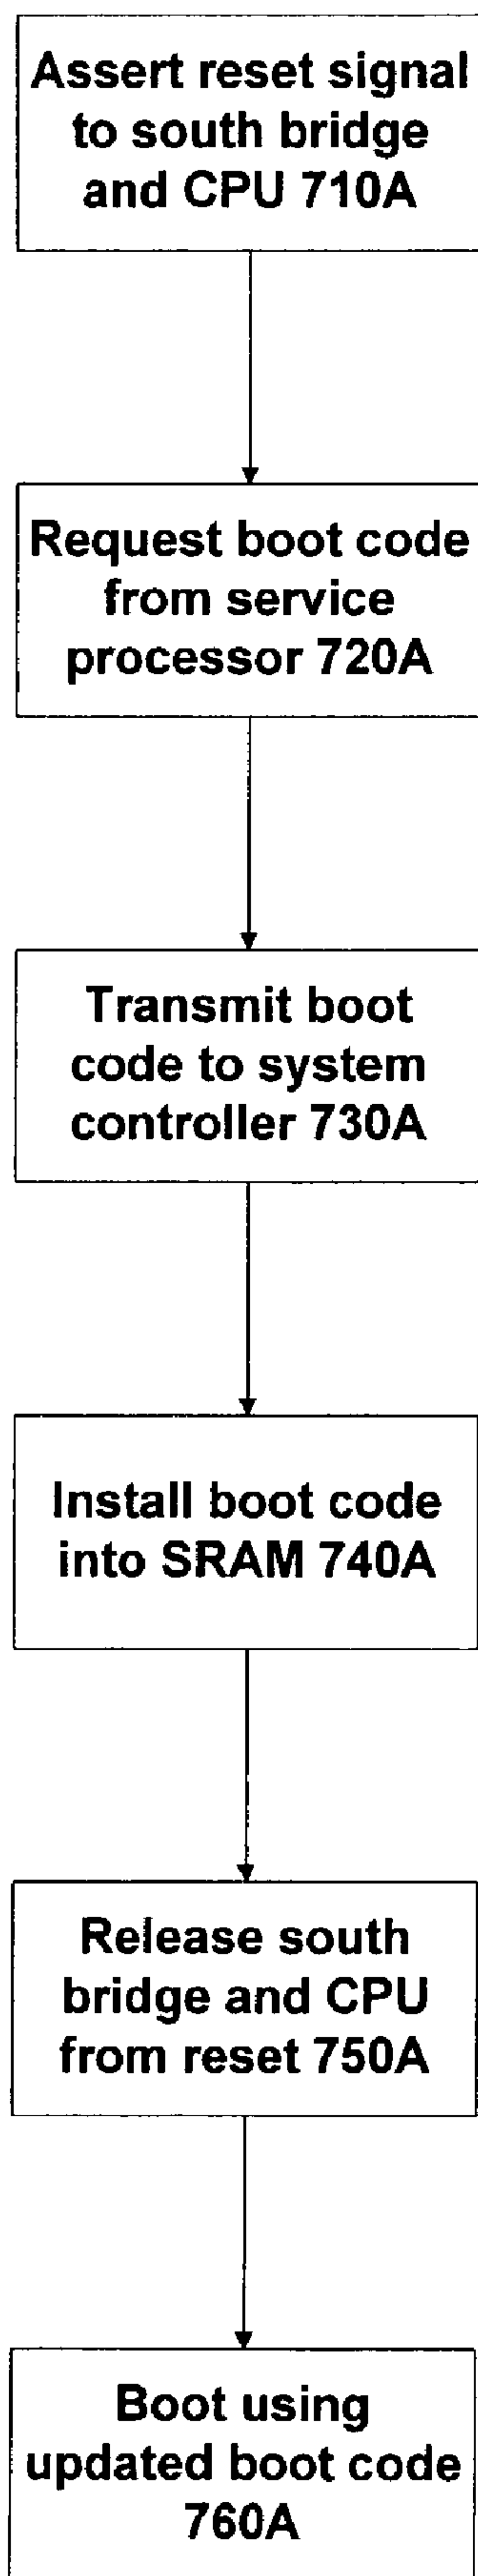 Assert reset signal
to south bridge
and CPU 710A
Request boot code
from service
processor 720A
Transmit boot
code to system
controller 730A
Install boot code
into SRAM 740A
Release south
bridge and CPU
from reset 750A
Boot using
updated boot code
760A